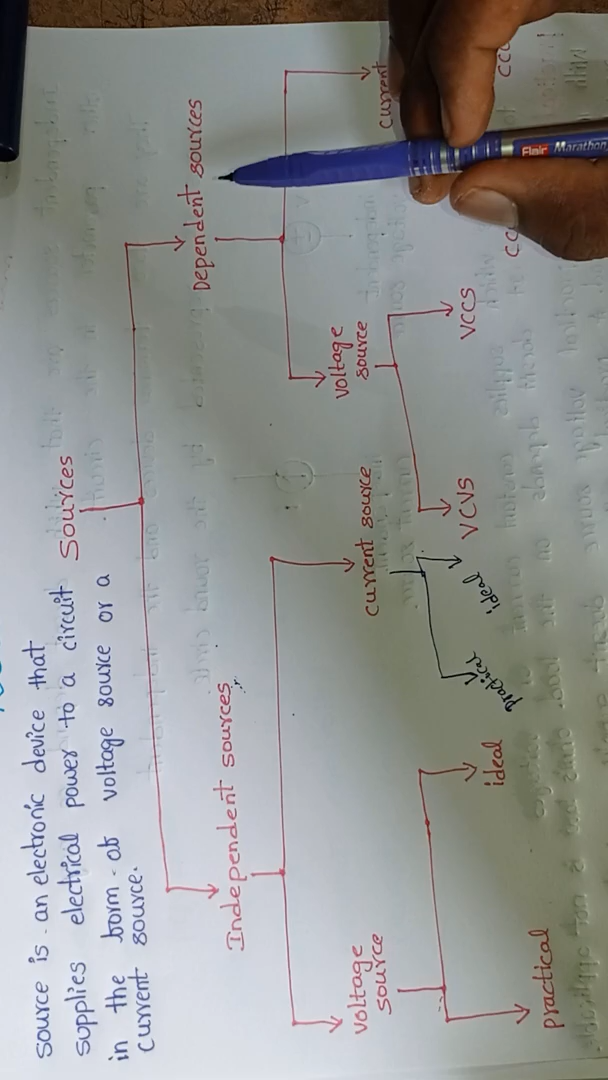 source is an electronic device that
supplies electrical power to a circuit
in the form of voltage source or a
current source.
Sources
Independent sources
Dependent sources
voltage
source
current source
voltage
source
current
practical
ideal
practical
ideal
VCVS
VCCS
Flair Marathon